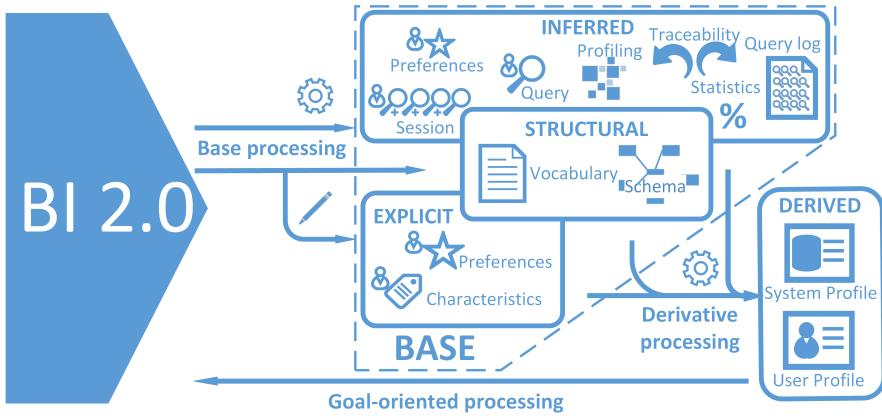 BI 2.0
Base processing
INFERRED
Preferences
Query
Profiling
Traceability
Query log
Statistics
%
Session
STRUCTURAL
Vocabulary
Schema
EXPLICIT
Preferences
Characteristics
BASE
Derivative
processing
DERIVED
System Profile
User Profile
Goal-oriented processing